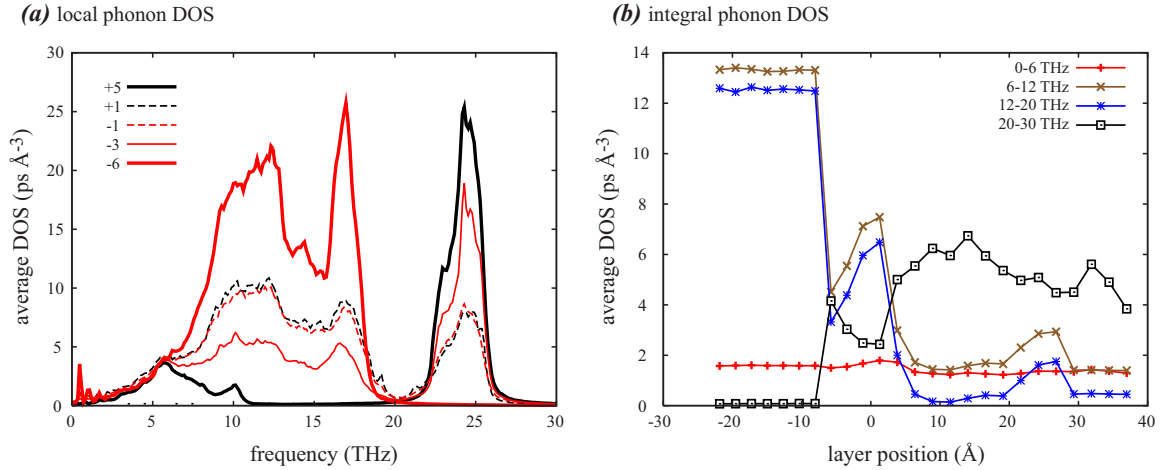 (a) local phonon DOS
average DOS (ps Å-3)
30
25
20
15
10
5
0
+5
+1
-1
-3
-6
0 5 10 15 20 25 30
frequency (THz)
(b) integral phonon DOS
average DOS (ps Å-3)
14
12
10
8
6
4
2
0
0-6 THz
6-12 THz
12-20 THz
20-30 THz
-30 -20 -10 0 10 20 30 40
layer position (Å)